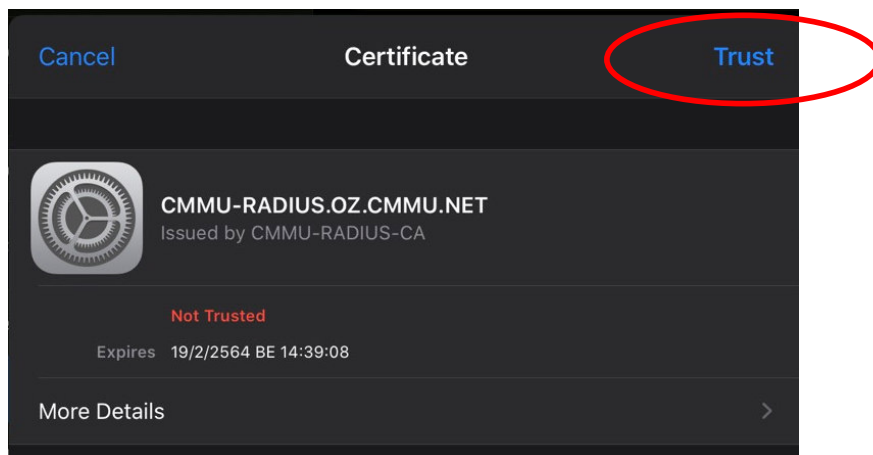 Cancel Certificate Trust
CMMU-RADIUS.OZ.CMMU.NET
Issued by CMMU-RADIUS-CA
Not Trusted
Expires 19/2/2564 BE 14:39:08
More Details